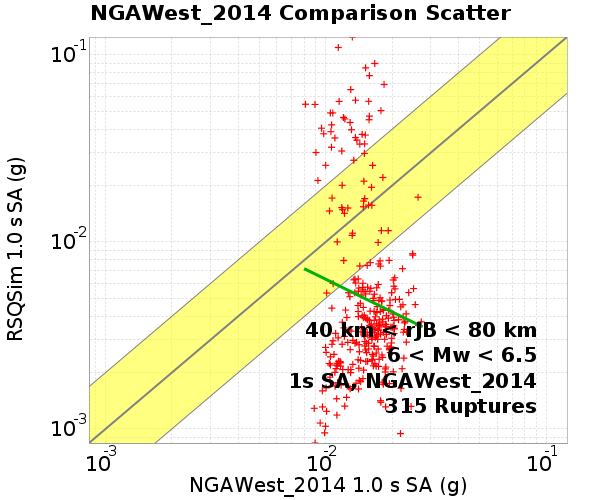 NGAWest_2014 Comparison Scatter
RSQSim 1.0 s SA (g)
10^-1
10^-2
10^-3
40 km < rJB < 80 km
6 < Mw < 6.5
1s SA, NGAWest_2014
315 Ruptures
10^-3 10^-2 10^-1
NGAWest_2014 1.0 s SA (g)